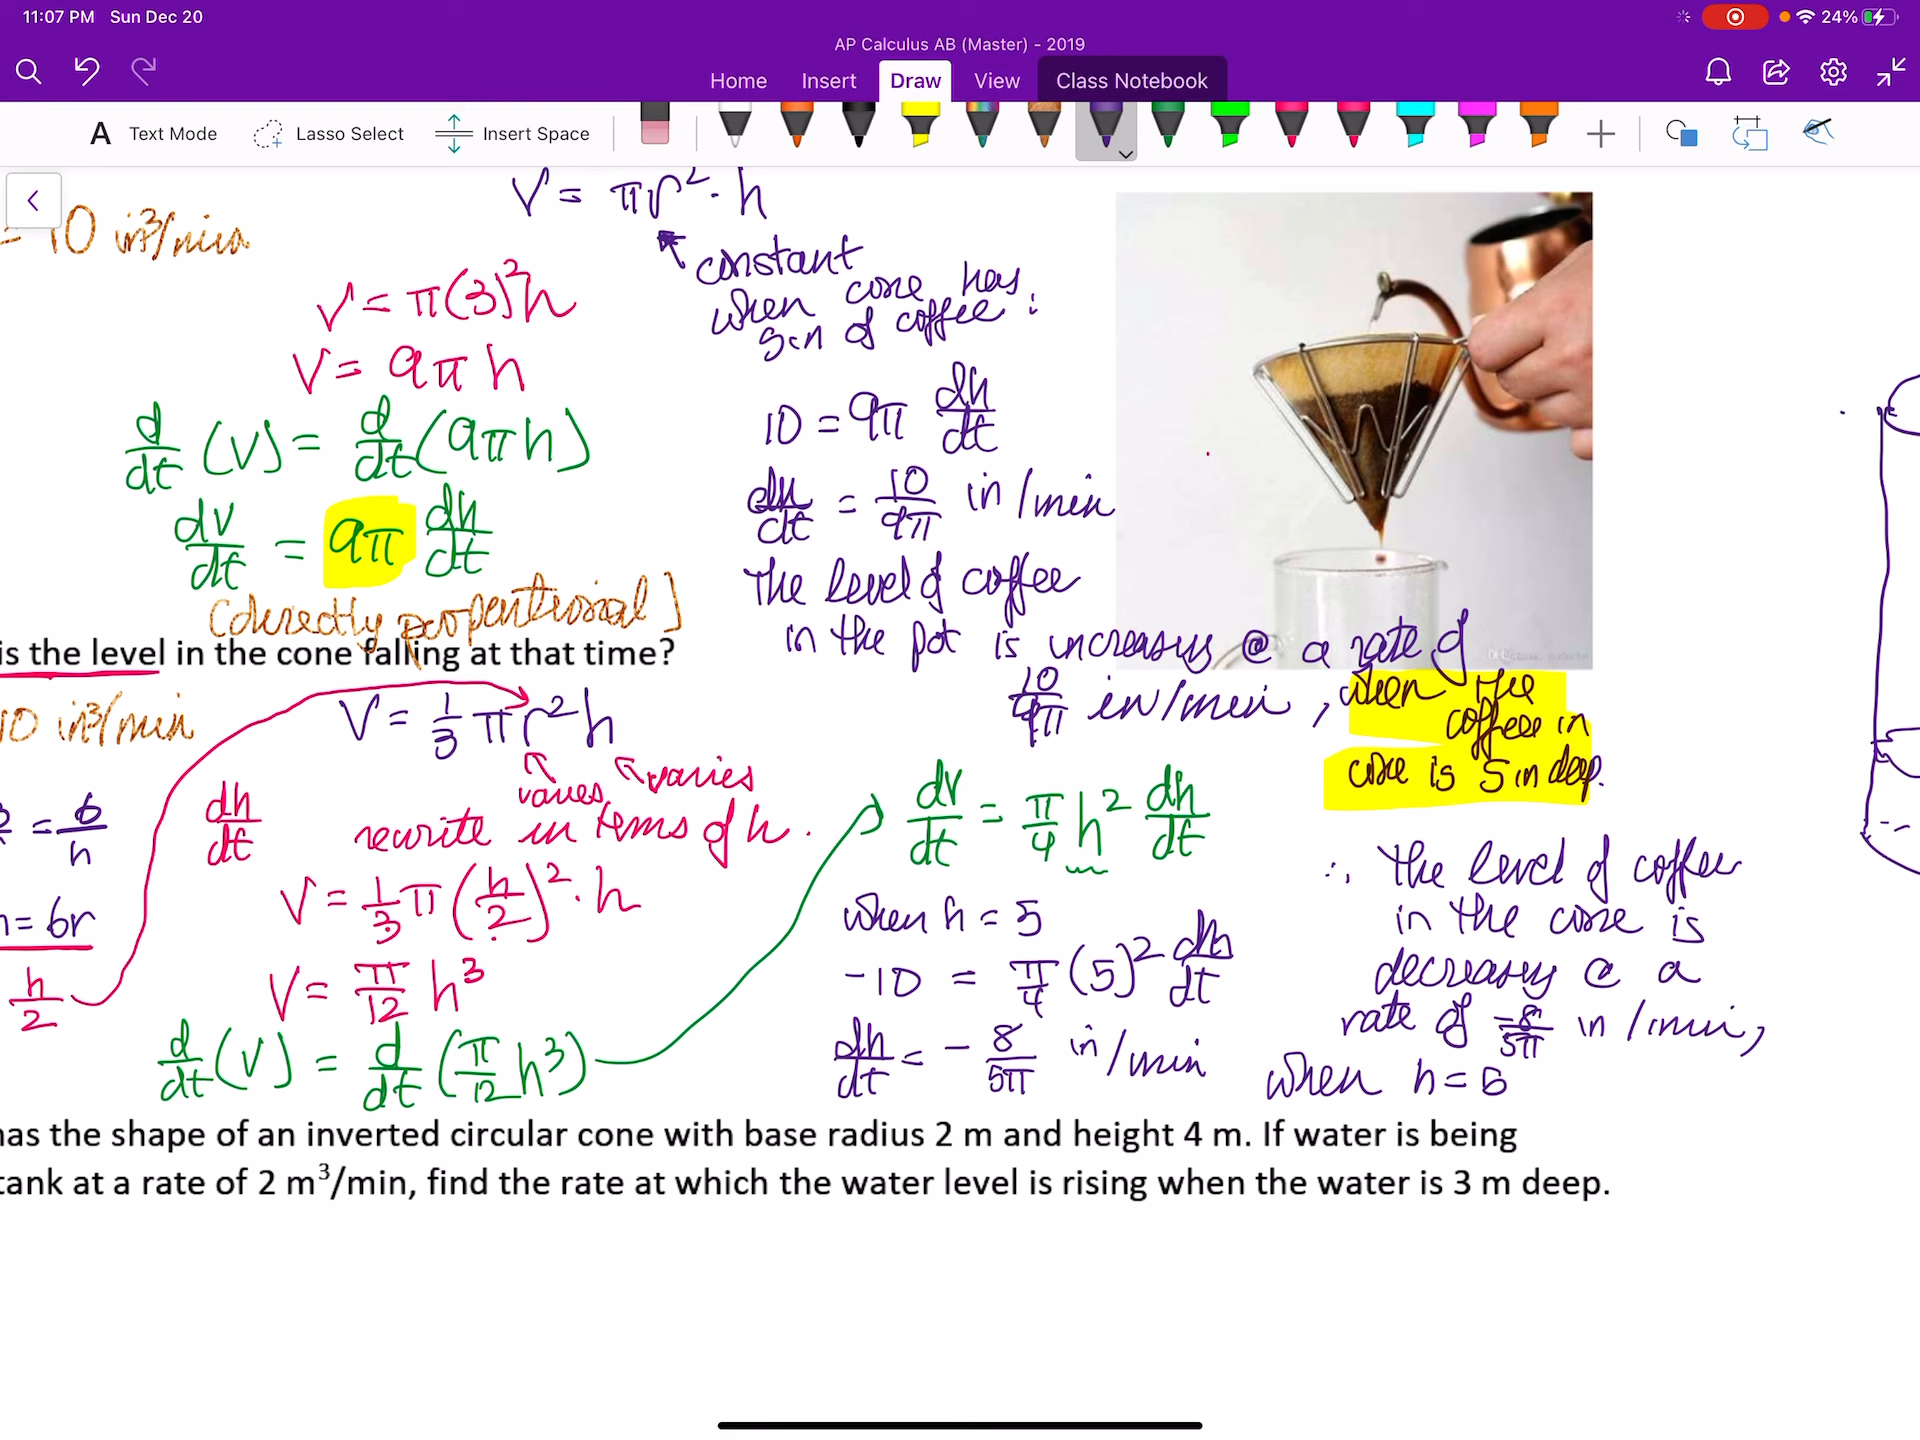 11:07 PM Sun Dec 20
24%
AP Calculus AB (Master) - 2019
Home Insert Draw View Class Notebook
A Text Mode Lasso Select Insert Space
V = πr² · h
= 10 in³/min
constant
when cone has
5in of coffee :
V = π(3)²h
V = 9π h
d/dt (V) = d/dt (9πh)
dV/dt = 9π dh/dt
(directly proportional)
10 = 9π dh/dt
dh/dt = 10/9π in/min
The level of coffee
in the pot is increasing @ a rate of
10/9π in/min, when the
coffee in
cone is 5 in deep.
is the level in the cone falling at that time?
10 in³/min
V = 1/3 πr²h
varies varies
= 6/h
dh/dt
rewrite in terms of h.
h = 6r
h/2
V = 1/3 π (h/2)² · h
V = π/12 h³
d/dt (V) = d/dt (π/12 h³)
dV/dt = π/4 h² dh/dt
when h = 5
-10 = π/4 (5)² dh/dt
dh/dt = - 8/5π in/min
∴ The level of coffee
in the cone is
decreasing @ a
rate of -8/5π in/min,
when h = 5
has the shape of an inverted circular cone with base radius 2 m and height 4 m. If water is being
tank at a rate of 2 m³/min, find the rate at which the water level is rising when the water is 3 m deep.